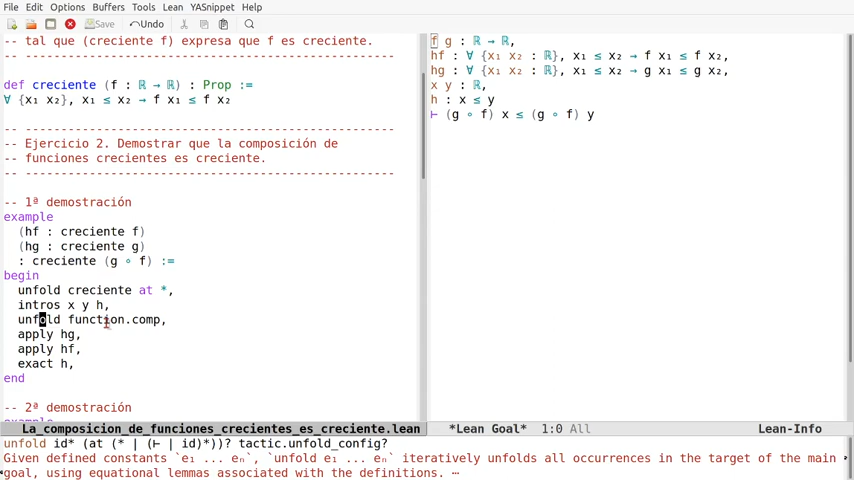 File Edit Options Buffers Tools Lean YASnippet Help
Save Undo
-- tal que (creciente f) expresa que f es creciente.
-- ----------------------------------------------------
def creciente (f : ℝ → ℝ) : Prop :=
∀ {x₁ x₂}, x₁ ≤ x₂ → f x₁ ≤ f x₂
-- ----------------------------------------------------
-- Ejercicio 2. Demostrar que la composición de
-- funciones crecientes es creciente.
-- ----------------------------------------------------
-- 1ª demostración
example
(hf : creciente f)
(hg : creciente g)
: creciente (g ∘ f) :=
begin
unfold creciente at *,
intros x y h,
unfold function.comp,
apply hg,
apply hf,
exact h,
end
-- 2ª demostración
La_composicion_de_funciones_crecientes_es_creciente.lean
f g : ℝ → ℝ,
hf : ∀ {x₁ x₂ : ℝ}, x₁ ≤ x₂ → f x₁ ≤ f x₂,
hg : ∀ {x₁ x₂ : ℝ}, x₁ ≤ x₂ → g x₁ ≤ g x₂,
x y : ℝ,
h : x ≤ y
⊢ (g ∘ f) x ≤ (g ∘ f) y
*Lean Goal* 1:0 All Lean-Info
unfold id* (at (* | (⊢ | id)*))? tactic.unfold_config?
Given defined constants `e₁ ... eₙ`, `unfold e₁ ... eₙ` iteratively unfolds all occurrences in the target of the main
goal, using equational lemmas associated with the definitions. ⋯